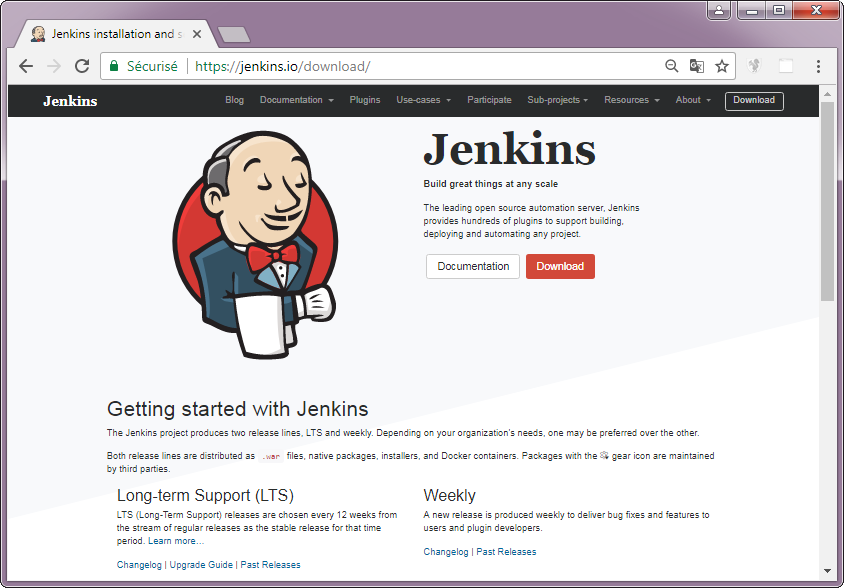 Jenkins installation and s
Sécurisé https://jenkins.io/download/
Jenkins Blog Documentation Plugins Use-cases Participate Sub-projects Resources About Download
Jenkins
Build great things at any scale
The leading open source automation server, Jenkins
provides hundreds of plugins to support building,
deploying and automating any project.
Documentation Download
Getting started with Jenkins
The Jenkins project produces two release lines, LTS and weekly. Depending on your organization's needs, one may be preferred over the other.
Both release lines are distributed as .war files, native packages, installers, and Docker containers. Packages with the gear icon are maintained
by third parties.
Long-term Support (LTS)
LTS (Long-Term Support) releases are chosen every 12 weeks from
the stream of regular releases as the stable release for that time
period. Learn more...
Changelog | Upgrade Guide | Past Releases
Weekly
A new release is produced weekly to deliver bug fixes and features to
users and plugin developers.
Changelog | Past Releases